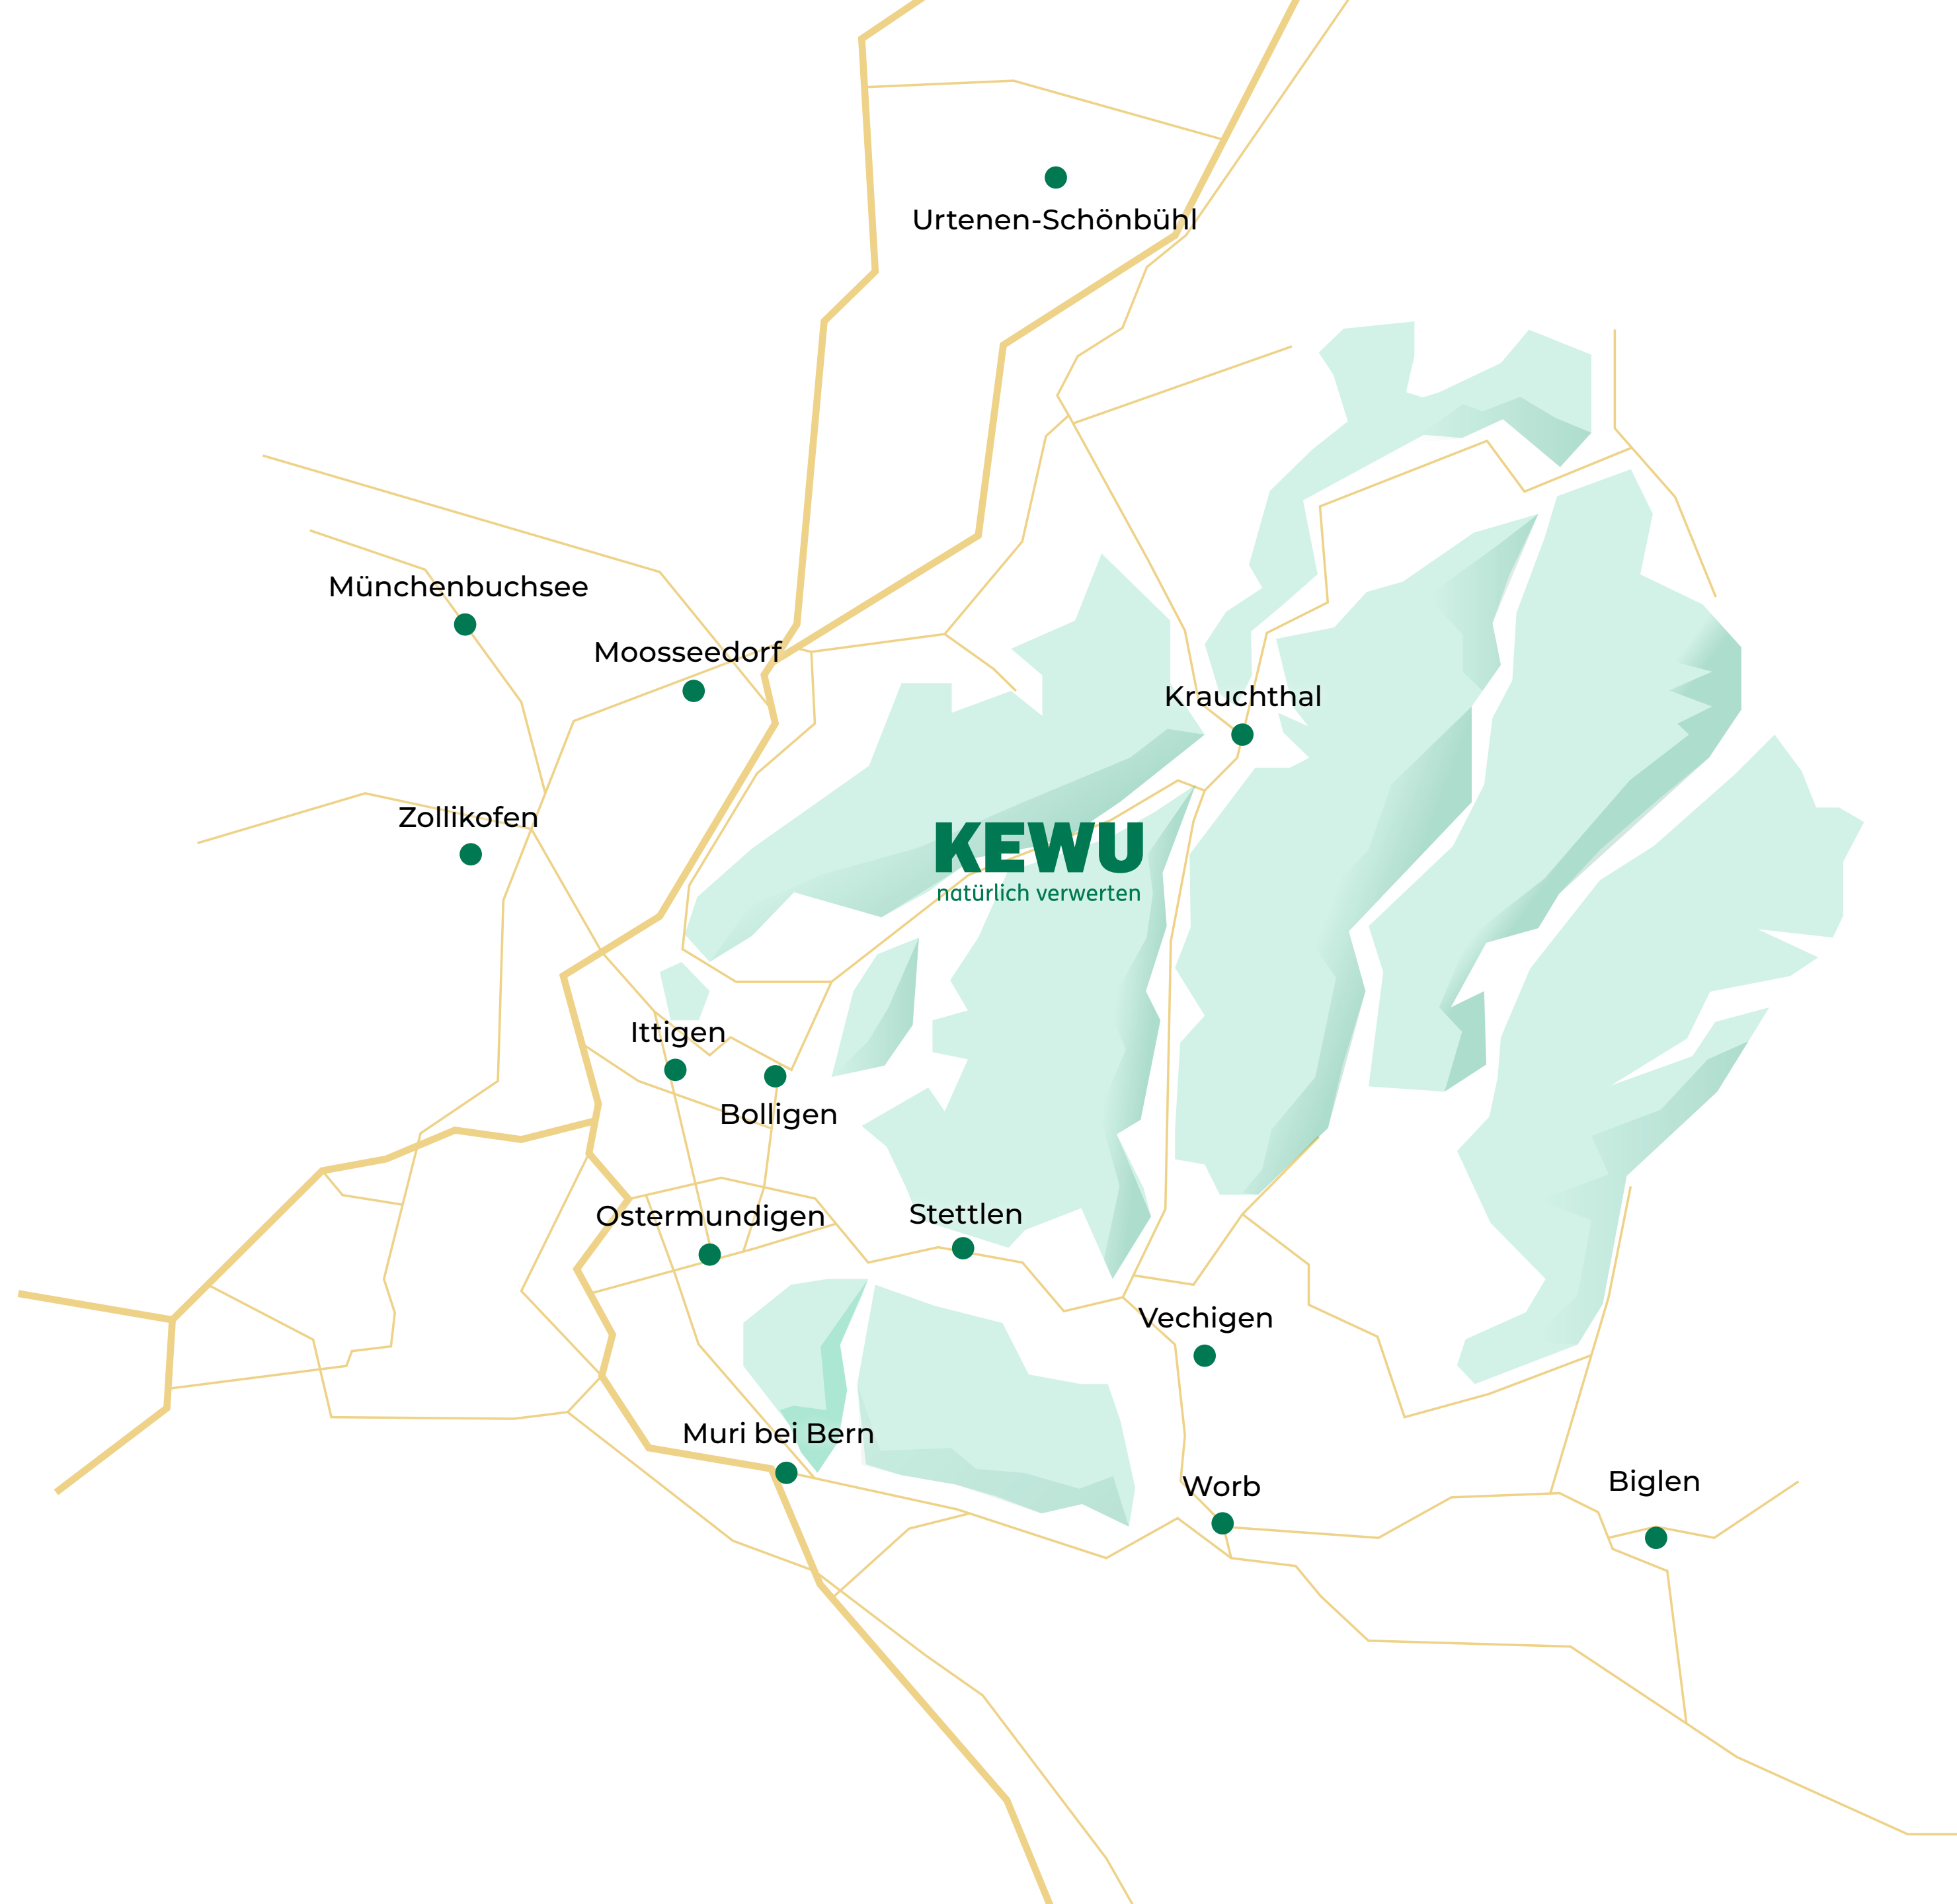 Urtenen-Schönbühl
Münchenbuchsee
Moosseedorf
Krauchthal
Zollikofen
KEWU
natürlich verwerten
Ittigen
Bolligen
Ostermundigen
Stettlen
Vechigen
Muri bei Bern
Worb
Biglen